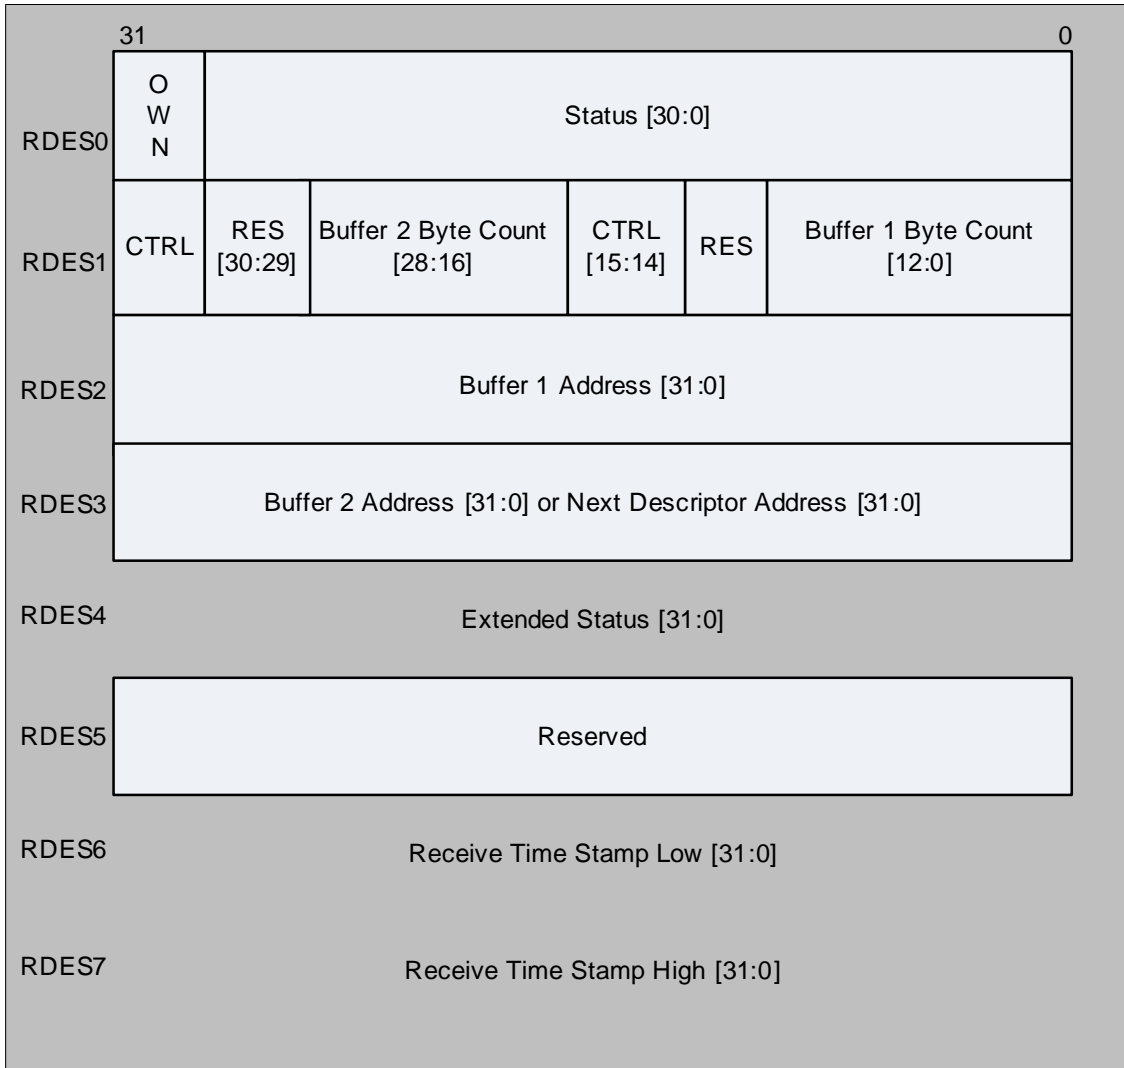 31 0
O
W
N
Status [30:0]
RDES0
CTRL
RES
[30:29]
Buffer 2 Byte Count
[28:16]
CTRL
[15:14]
RES
Buffer 1 Byte Count
[12:0]
RDES1
RDES2
Buffer 1 Address [31:0]
RDES3
Buffer 2 Address [31:0] or Next Descriptor Address [31:0]
RDES4
Extended Status [31:0]
RDES5
Reserved
RDES6
Receive Time Stamp Low [31:0]
RDES7
Receive Time Stamp High [31:0]